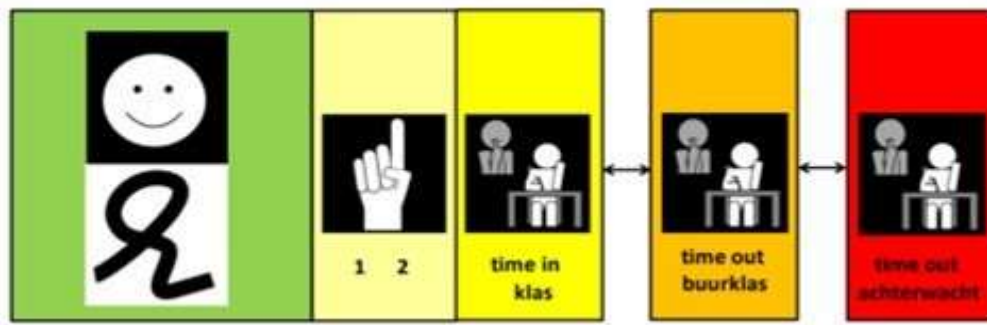 1 2
time in
klas
time out
buurklas
time out
achterwacht